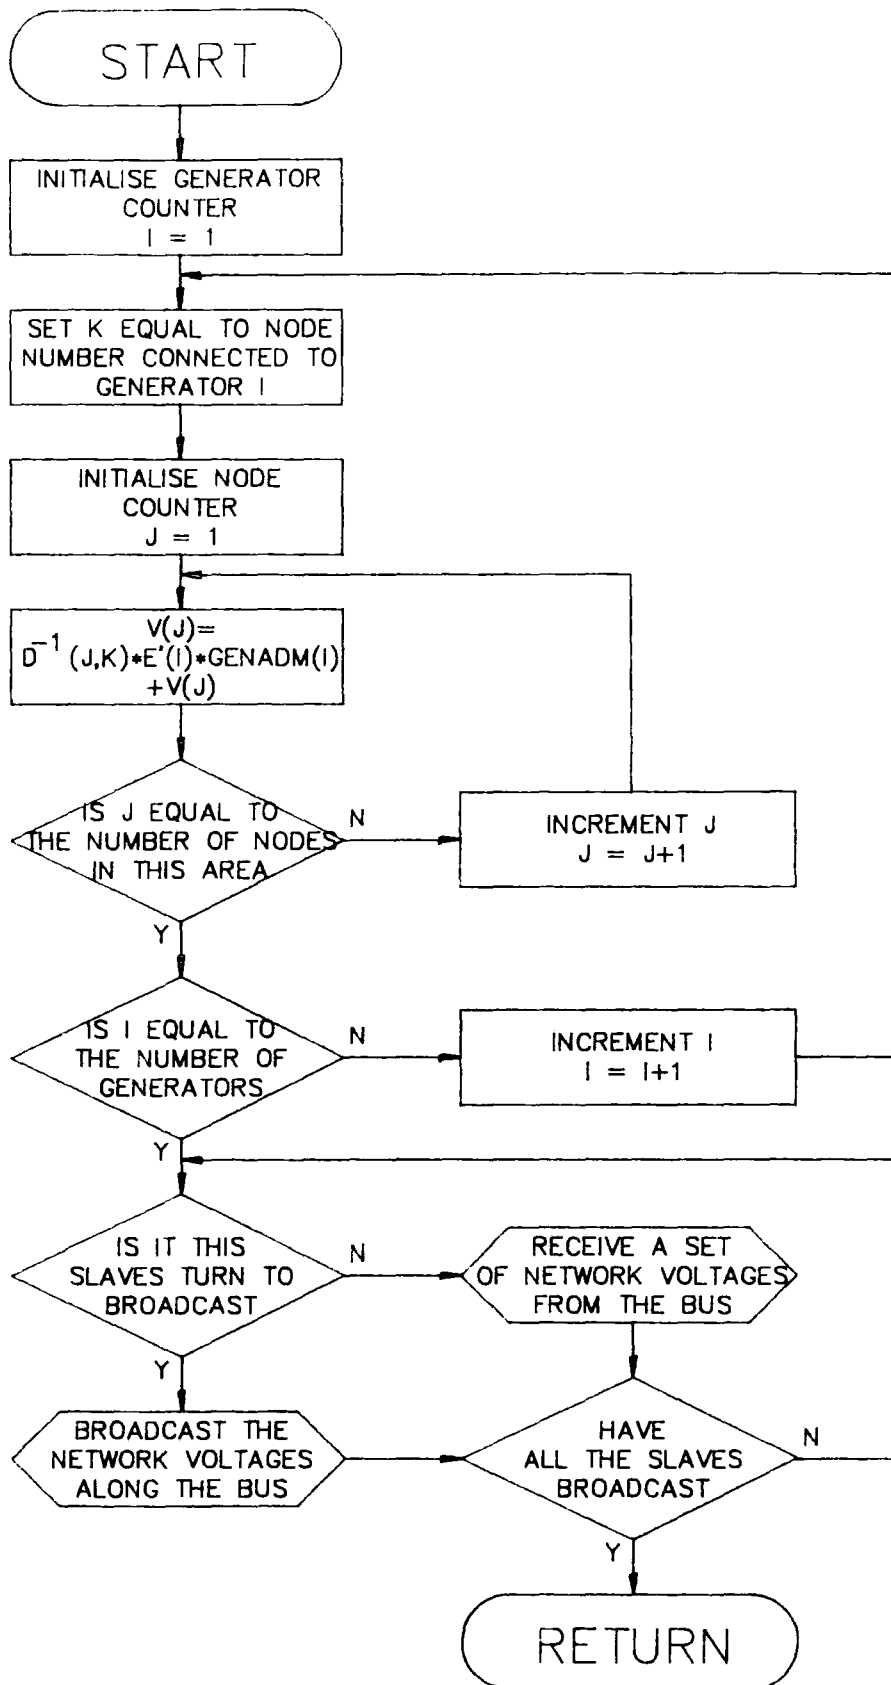 START
INITIALISE GENERATOR
COUNTER
I = 1
SET K EQUAL TO NODE
NUMBER CONNECTED TO
GENERATOR I
INITIALISE NODE
COUNTER
J = 1
V(J)=
D⁻¹(J,K)*E'(I)*GENADM(I)
+V(J)
IS J EQUAL TO
THE NUMBER OF NODES
IN THIS AREA
N
INCREMENT J
J = J+1
Y
IS I EQUAL TO
THE NUMBER OF
GENERATORS
N
INCREMENT I
I = I+1
Y
IS IT THIS
SLAVES TURN TO
BROADCAST
N
RECEIVE A SET
OF NETWORK VOLTAGES
FROM THE BUS
Y
BROADCAST THE
NETWORK VOLTAGES
ALONG THE BUS
HAVE
ALL THE SLAVES
BROADCAST
N
Y
RETURN